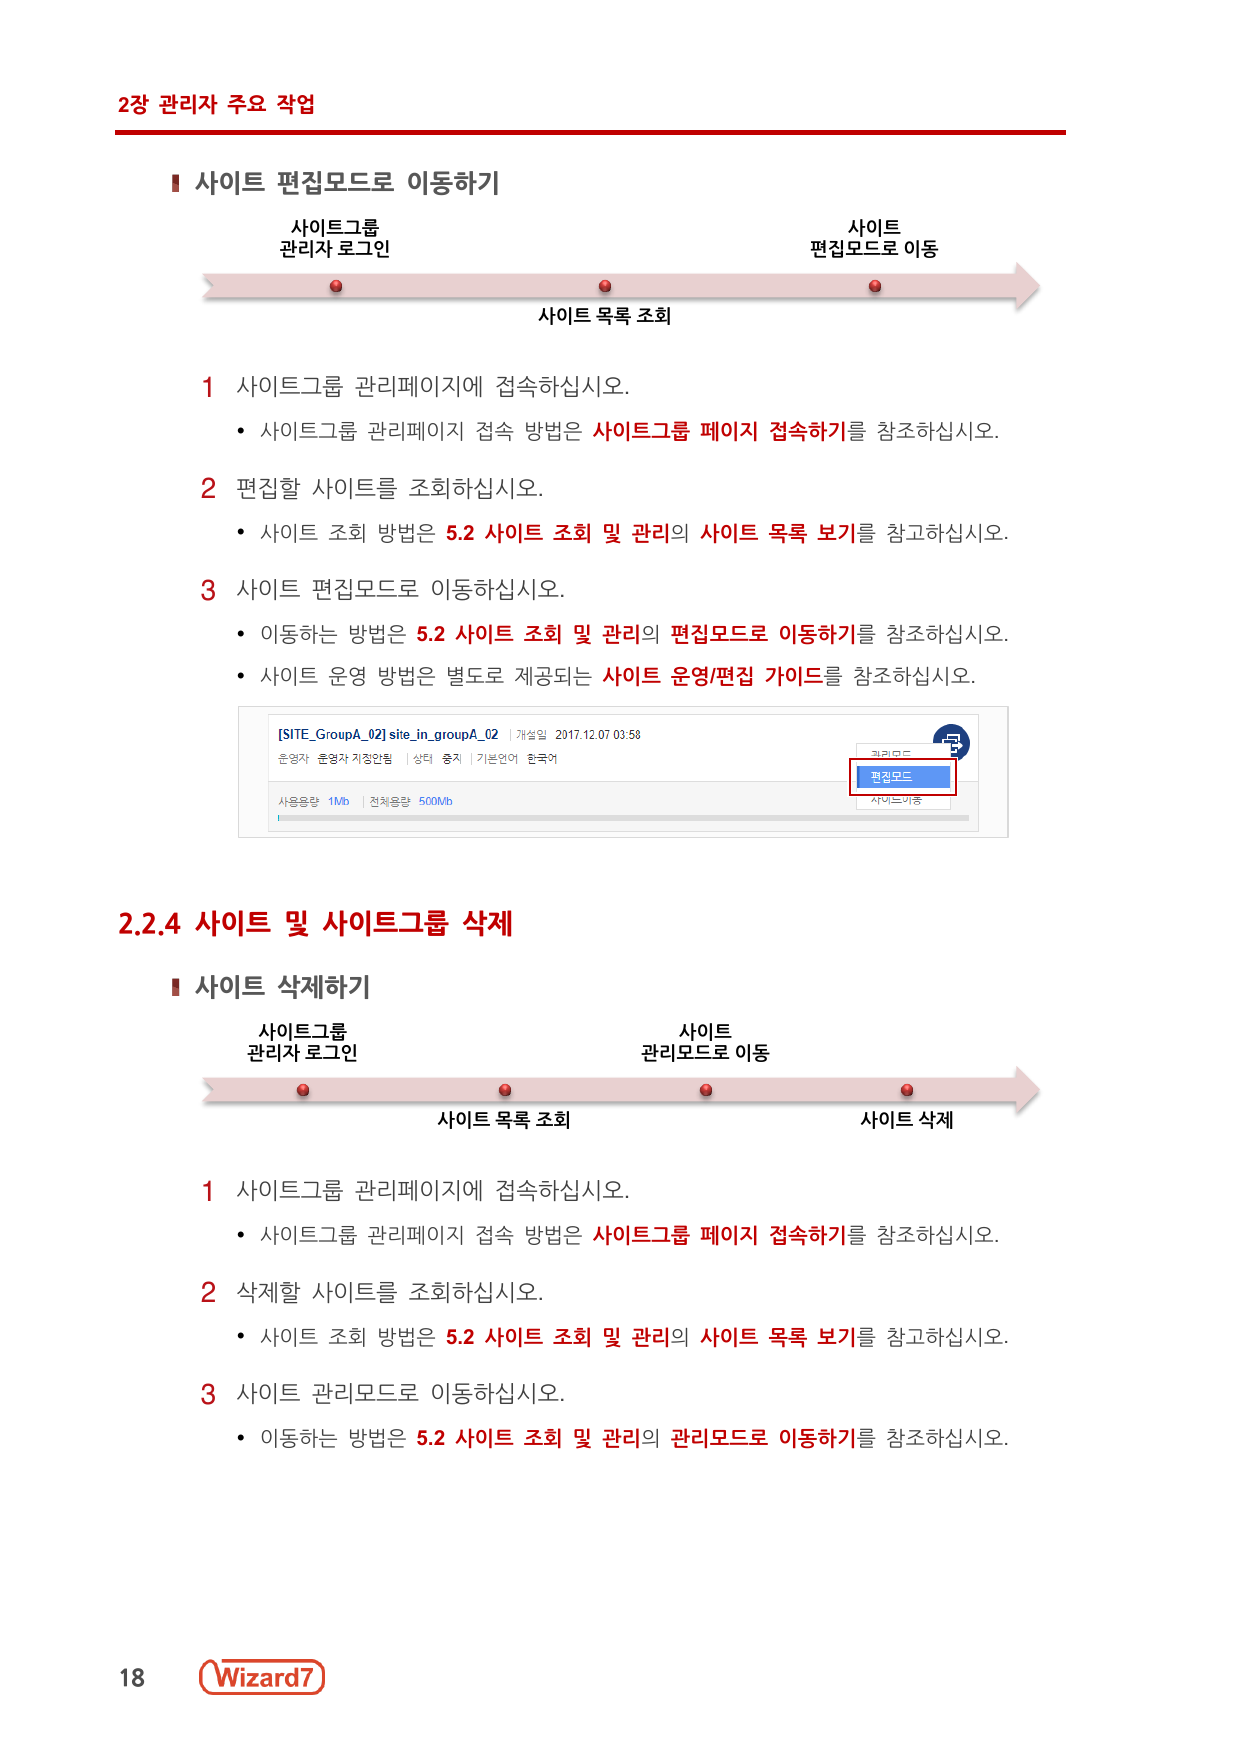 2장 관리자 주요 작업
사이트 편집모드로 이동하기
사이트그룹
관리자 로그인
사이트
편집모드로 이동
사이트 목록 조회
1 사이트그룹 관리페이지에 접속하십시오.
• 사이트그룹 관리페이지 접속 방법은 사이트그룹 페이지 접속하기를 참조하십시오.
2 편집할 사이트를 조회하십시오.
• 사이트 조회 방법은 5.2 사이트 조회 및 관리의 사이트 목록 보기를 참고하십시오.
3 사이트 편집모드로 이동하십시오.
• 이동하는 방법은 5.2 사이트 조회 및 관리의 편집모드로 이동하기를 참조하십시오.
• 사이트 운영 방법은 별도로 제공되는 사이트 운영/편집 가이드를 참조하십시오.
[SITE_GroupA_02] site_in_groupA_02 | 개설일 2017.12.07 03:58
운영자 운영자 지정안됨 | 상태 중지 | 기본언어 한국어
관리모드
편집모드
사이트이동
사용용량 1Mb | 전체용량 500Mb
2.2.4 사이트 및 사이트그룹 삭제
사이트 삭제하기
사이트그룹
관리자 로그인
사이트
관리모드로 이동
사이트 목록 조회
사이트 삭제
1 사이트그룹 관리페이지에 접속하십시오.
• 사이트그룹 관리페이지 접속 방법은 사이트그룹 페이지 접속하기를 참조하십시오.
2 삭제할 사이트를 조회하십시오.
• 사이트 조회 방법은 5.2 사이트 조회 및 관리의 사이트 목록 보기를 참고하십시오.
3 사이트 관리모드로 이동하십시오.
• 이동하는 방법은 5.2 사이트 조회 및 관리의 관리모드로 이동하기를 참조하십시오.
18 Wizard7